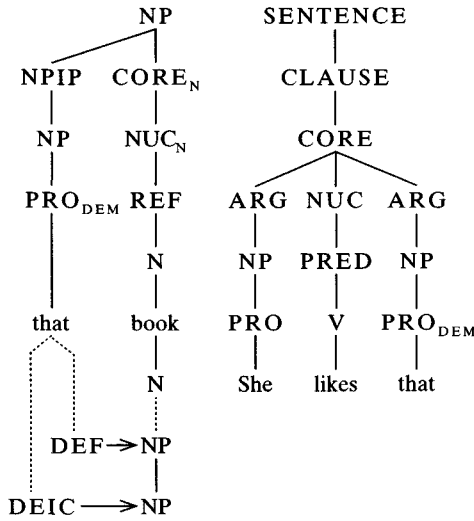 NP SENTENCE
NPIP CORE_N CLAUSE
NP NUC_N CORE
PRO_DEM REF ARG NUC ARG
N NP PRED NP
that book PRO V PRO_DEM
N She likes that
DEF NP
DEIC NP